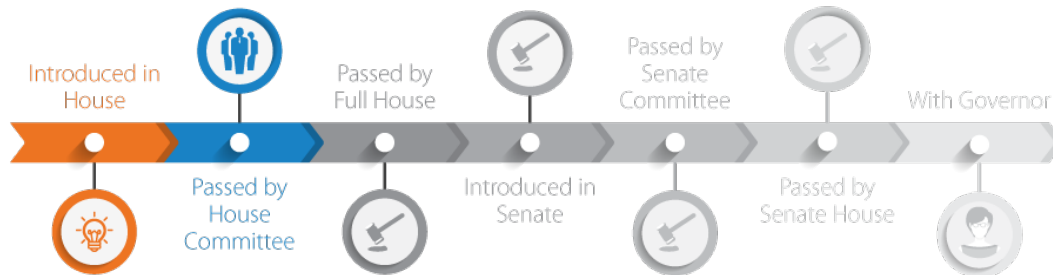 Introduced in
House
Passed by
House
Committee
Passed by
Full House
Introduced in
Senate
Passed by
Senate
Committee
Passed by
Senate House
With Governor